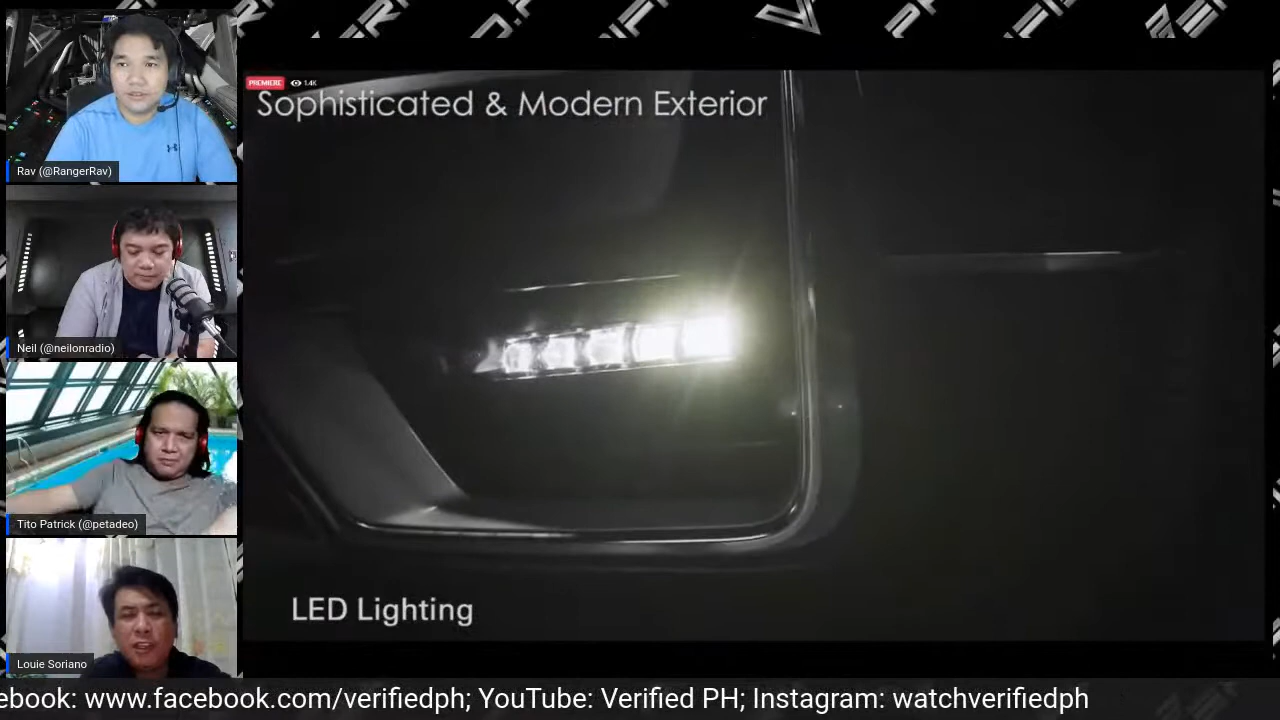 PREMIERE 1.4K
Sophisticated & Modern Exterior
Rav (@RangerRav)
Neil (@neilonradio)
Tito Patrick (@petadeo)
Louie Soriano
LED Lighting
ebook: www.facebook.com/verifiedph; YouTube: Verified PH; Instagram: watchverifiedph